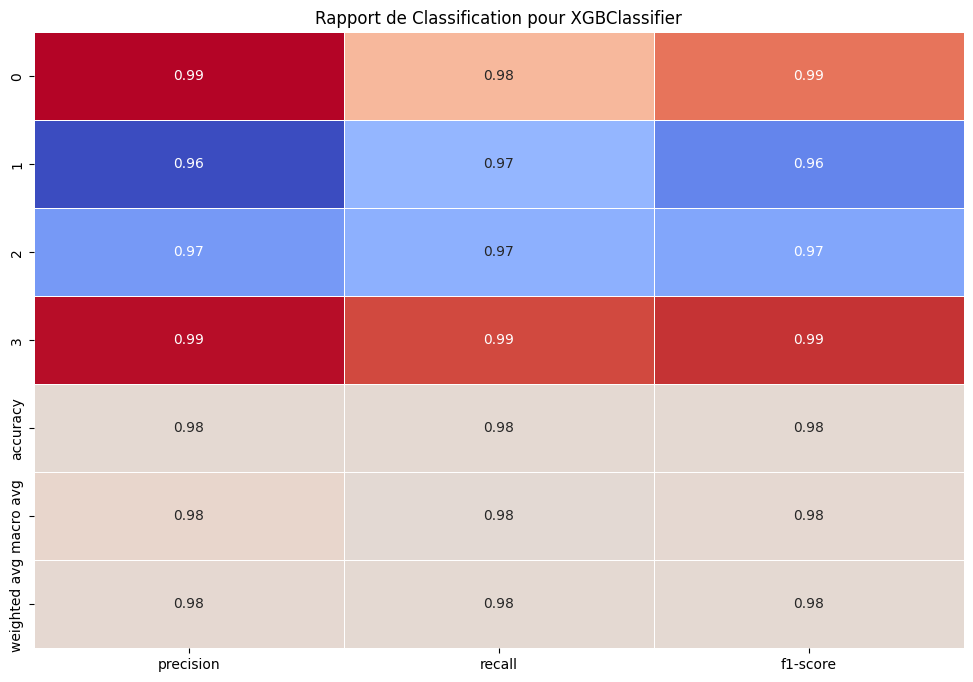 Rapport de Classification pour XGBClassifier
0 0.99 0.98 0.99
1 0.96 0.97 0.96
2 0.97 0.97 0.97
3 0.99 0.99 0.99
accuracy 0.98 0.98 0.98
macro avg 0.98 0.98 0.98
weighted avg 0.98 0.98 0.98
precision recall f1-score